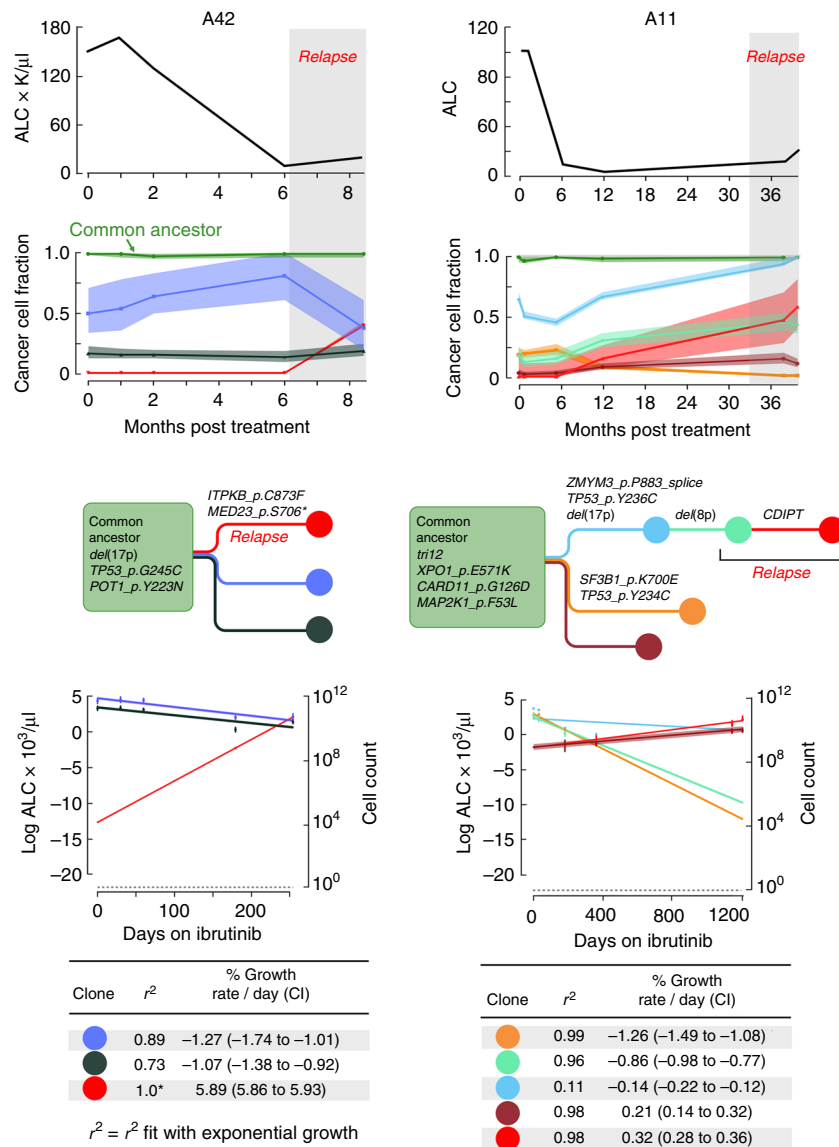 A42
A11
180
120
60
0
ALC × K/µl
Relapse
0 2 4 6 8
120
60
0
ALC
Relapse
0 6 12 18 24 30 36
Common ancestor
1.0
0.5
0
Cancer cell fraction
0 2 4 6 8
Months post treatment
1.0
0.5
0
Cancer cell fraction
0 6 12 18 24 30 36
Months post treatment
Common
ancestor
del(17p)
TP53_p.G245C
POT1_p.Y223N
ITPKB_p.C873F
MED23_p.S706*
Relapse
Common
ancestor
tri12
XPO1_p.E571K
CARD11_p.G126D
MAP2K1_p.F53L
ZMYM3_p.P883_splice
TP53_p.Y236C
del(17p)
del(8p)
CDIPT
Relapse
SF3B1_p.K700E
TP53_p.Y234C
5
0
−5
−10
−15
−20
Log ALC × 10³/µl
10¹²
10⁸
10⁴
10⁰
Cell count
0 100 200
Days on ibrutinib
5
0
−5
−10
−15
−20
Log ALC × 10³/µl
10¹²
10⁸
10⁴
10⁰
Cell count
0 400 800 1200
Days on ibrutinib
% Growth
Clone r² rate / day (CI)
0.89 −1.27 (−1.74 to −1.01)
0.73 −1.07 (−1.38 to −0.92)
1.0* 5.89 (5.86 to 5.93)
r² = r² fit with exponential growth
% Growth
Clone r² rate / day (CI)
0.99 −1.26 (−1.49 to −1.08)
0.96 −0.86 (−0.98 to −0.77)
0.11 −0.14 (−0.22 to −0.12)
0.98 0.21 (0.14 to 0.32)
0.98 0.32 (0.28 to 0.36)